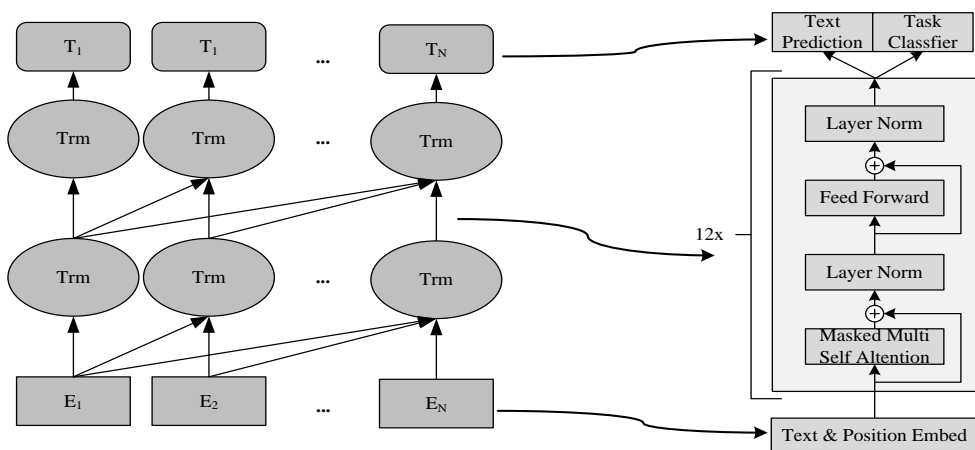 T1 T1 ... TN
Trm Trm ... Trm
Trm Trm ... Trm
E1 E2 ... EN
Text
Prediction
Task
Classfier
12x
Layer Norm
Feed Forward
Layer Norm
Masked Multi
Self Altention
Text & Position Embed